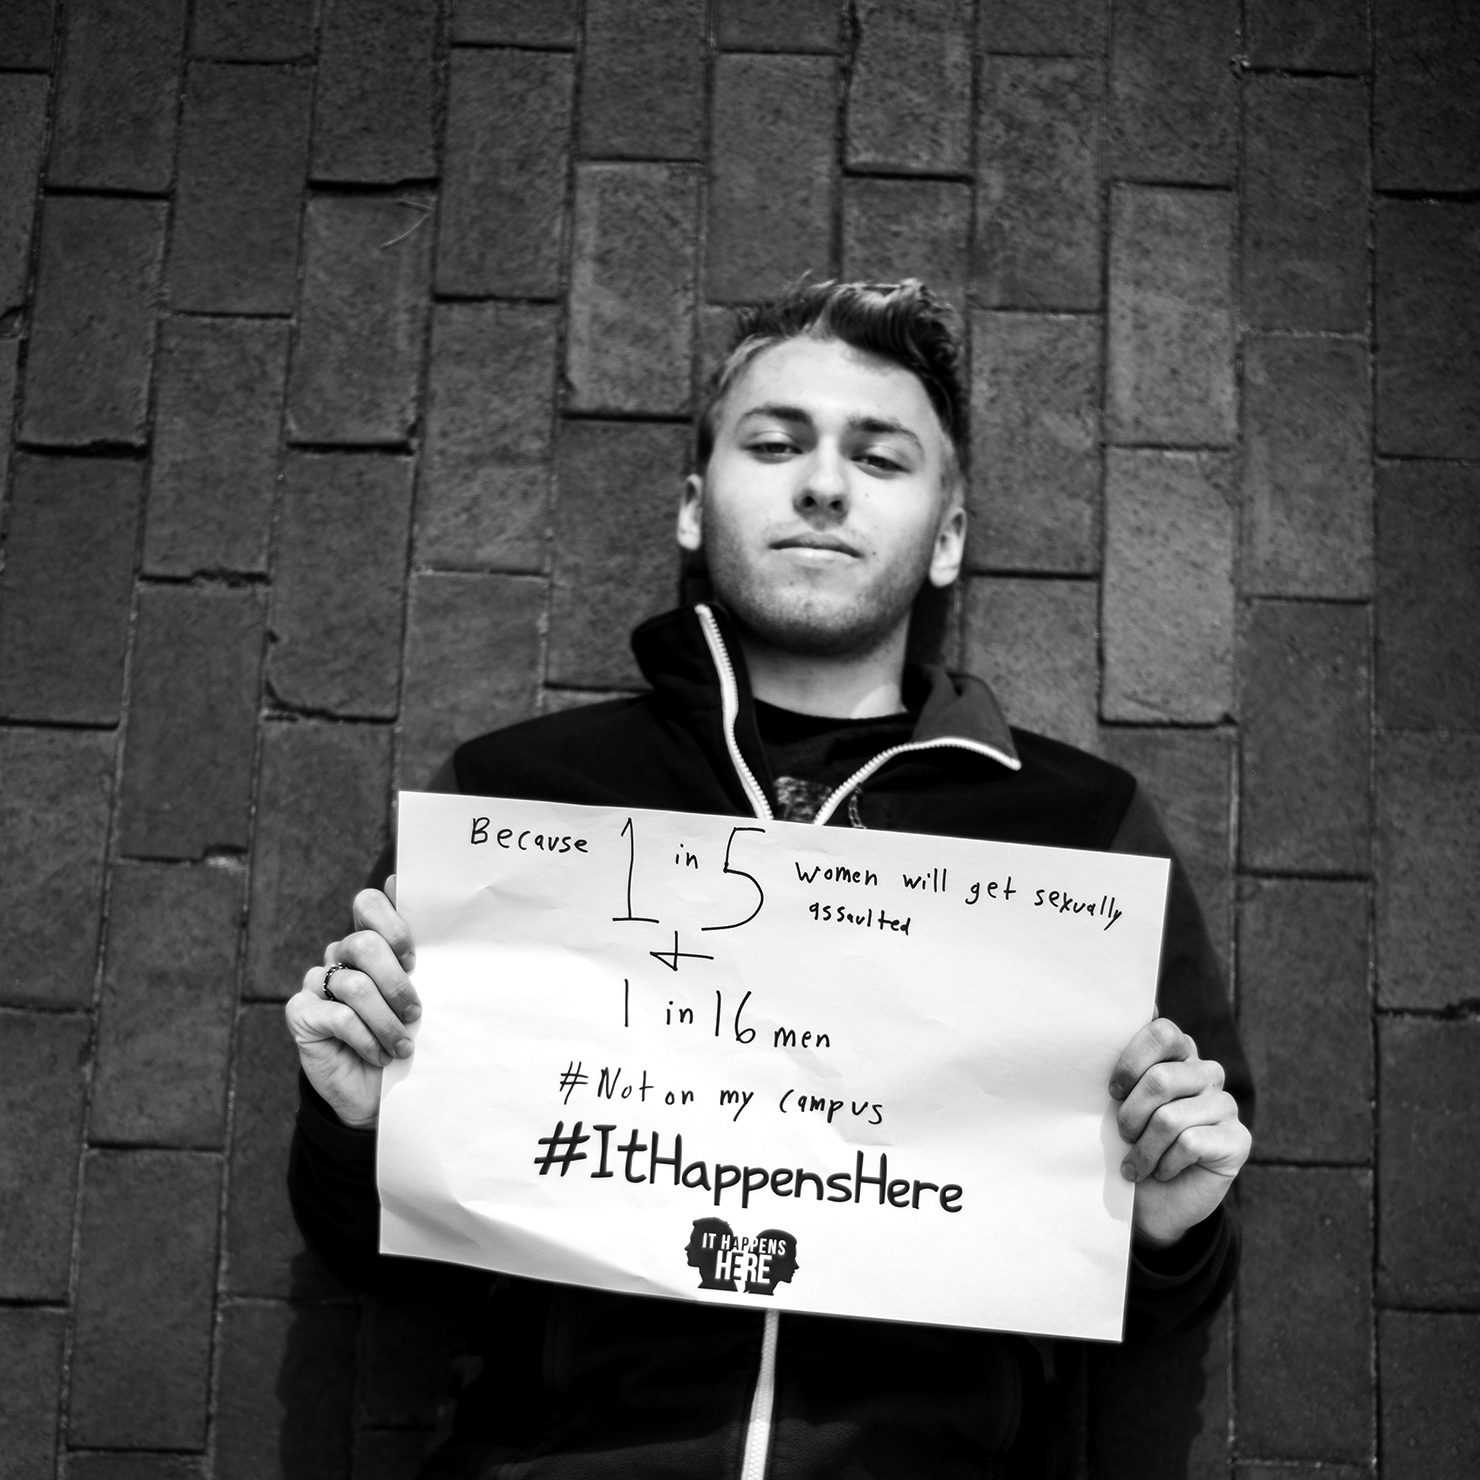 Because 1 in 5 women will get sexually
assaulted
+
1 in 16 men
#Not on my campus
#ItHappensHere
IT HAPPENS
HERE